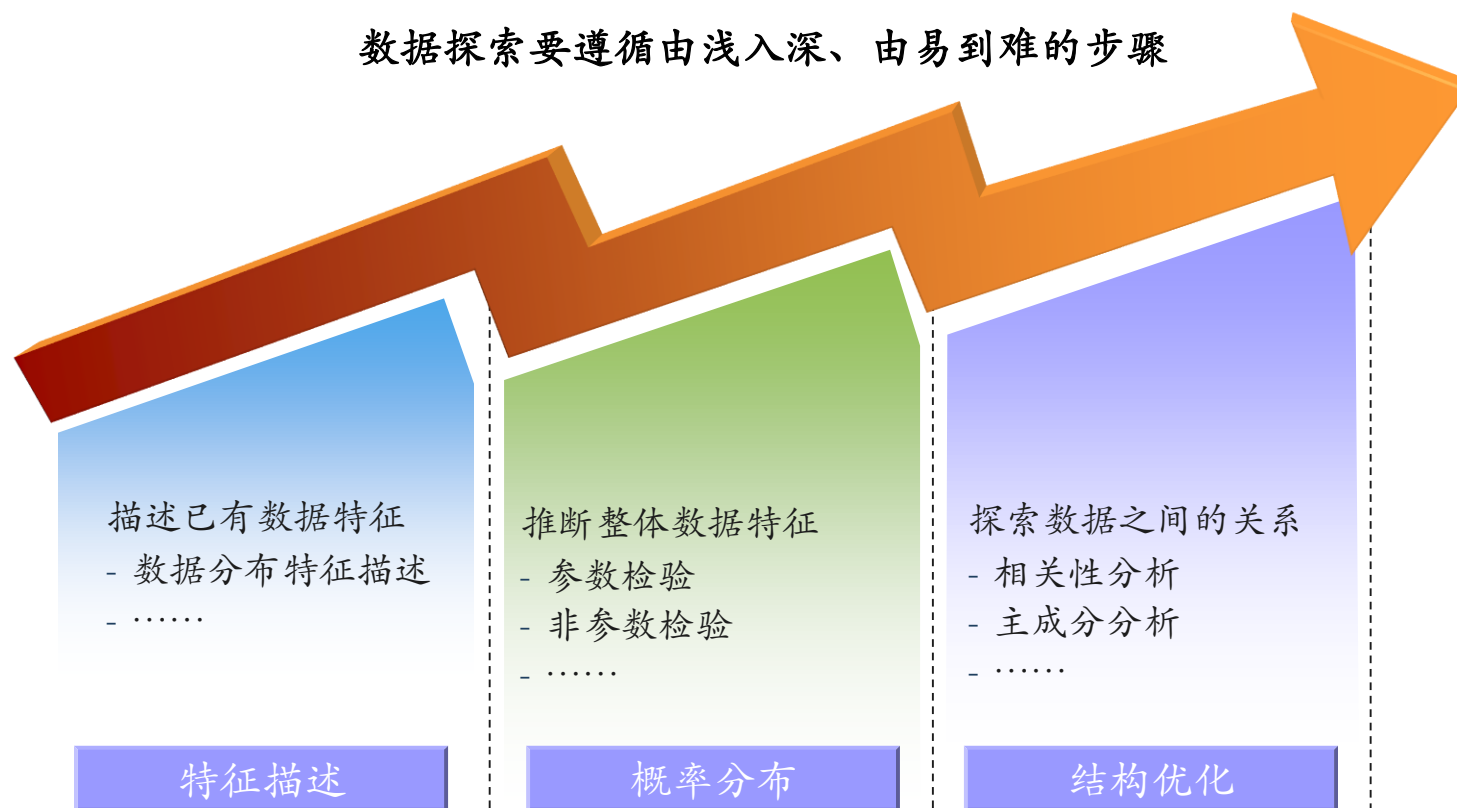 数据探索要遵循由浅入深、由易到难的步骤
描述已有数据特征
- 数据分布特征描述
- ……
推断整体数据特征
- 参数检验
- 非参数检验
- ……
探索数据之间的关系
- 相关性分析
- 主成分分析
- ……
特征描述
概率分布
结构优化